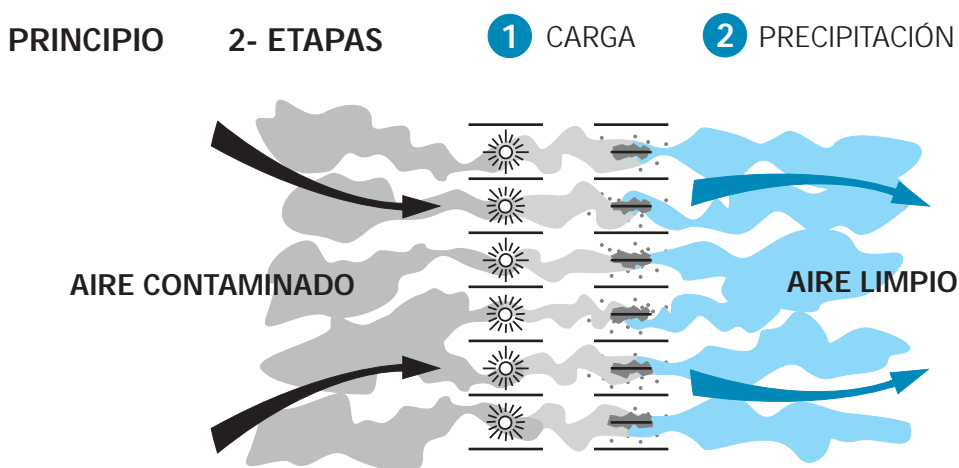 PRINCIPIO 2- ETAPAS 1 CARGA 2 PRECIPITACIÓN
AIRE CONTAMINADO AIRE LIMPIO